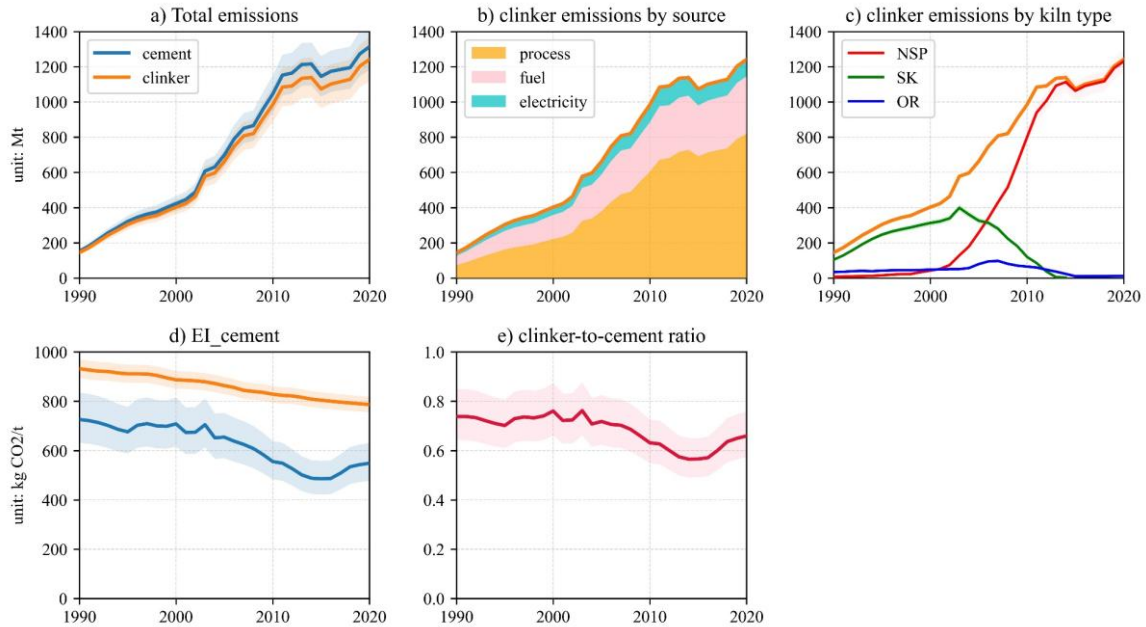 a) Total emissions
unit: Mt
1400
1200
1000
800
600
400
200
0
cement
clinker
1990 2000 2010 2020
b) clinker emissions by source
1400
1200
1000
800
600
400
200
0
process
fuel
electricity
1990 2000 2010 2020
c) clinker emissions by kiln type
1400
1200
1000
800
600
400
200
0
NSP
SK
OR
1990 2000 2010 2020
d) EI_cement
unit: kg CO2/t
1000
800
600
400
200
0
1990 2000 2010 2020
e) clinker-to-cement ratio
1.0
0.8
0.6
0.4
0.2
0.0
1990 2000 2010 2020